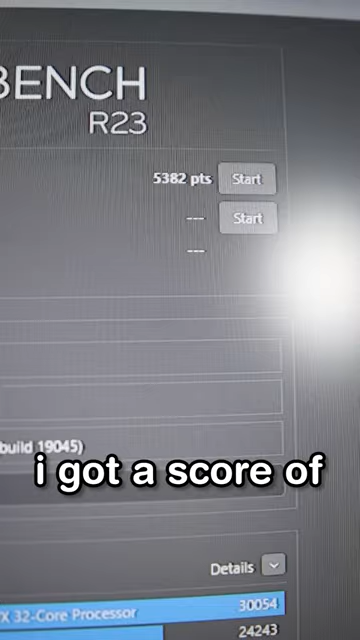 BENCH
R23
5382 pts Start
--- Start
---
build 19045)
i got a score of
Details
X 32-Core Processor 30054
24243